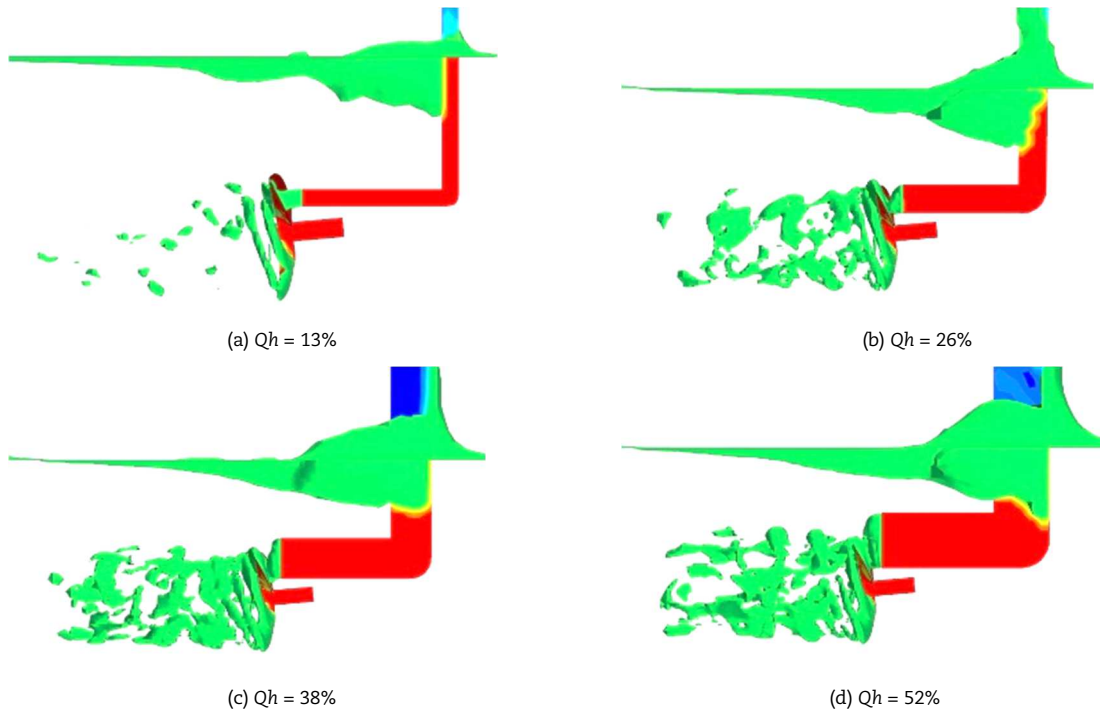 (a) Qh = 13%
(b) Qh = 26%
(c) Qh = 38%
(d) Qh = 52%